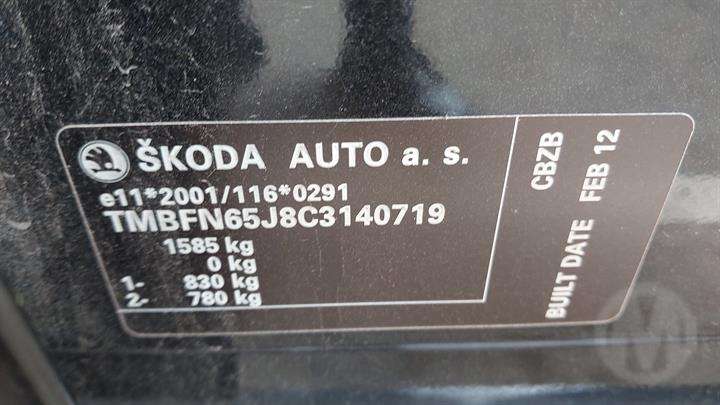 ŠKODA AUTO a. s.
e11*2001/116*0291
TMBFN65J8C3140719
1585 kg
0 kg
1- 830 kg
2- 780 kg
CBZB
BUILT DATE FEB 12